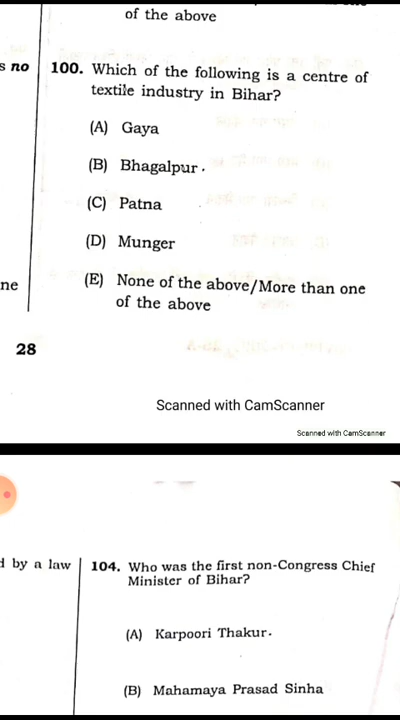 of the above
s no
100. Which of the following is a centre of
textile industry in Bihar?
(A) Gaya
(B) Bhagalpur
(C) Patna
(D) Munger
ne
(E) None of the above/More than one
of the above
28
Scanned with CamScanner
Scanned with CamScanner
d by a law
104. Who was the first non-Congress Chief
Minister of Bihar?
(A) Karpoori Thakur
(B) Mahamaya Prasad Sinha